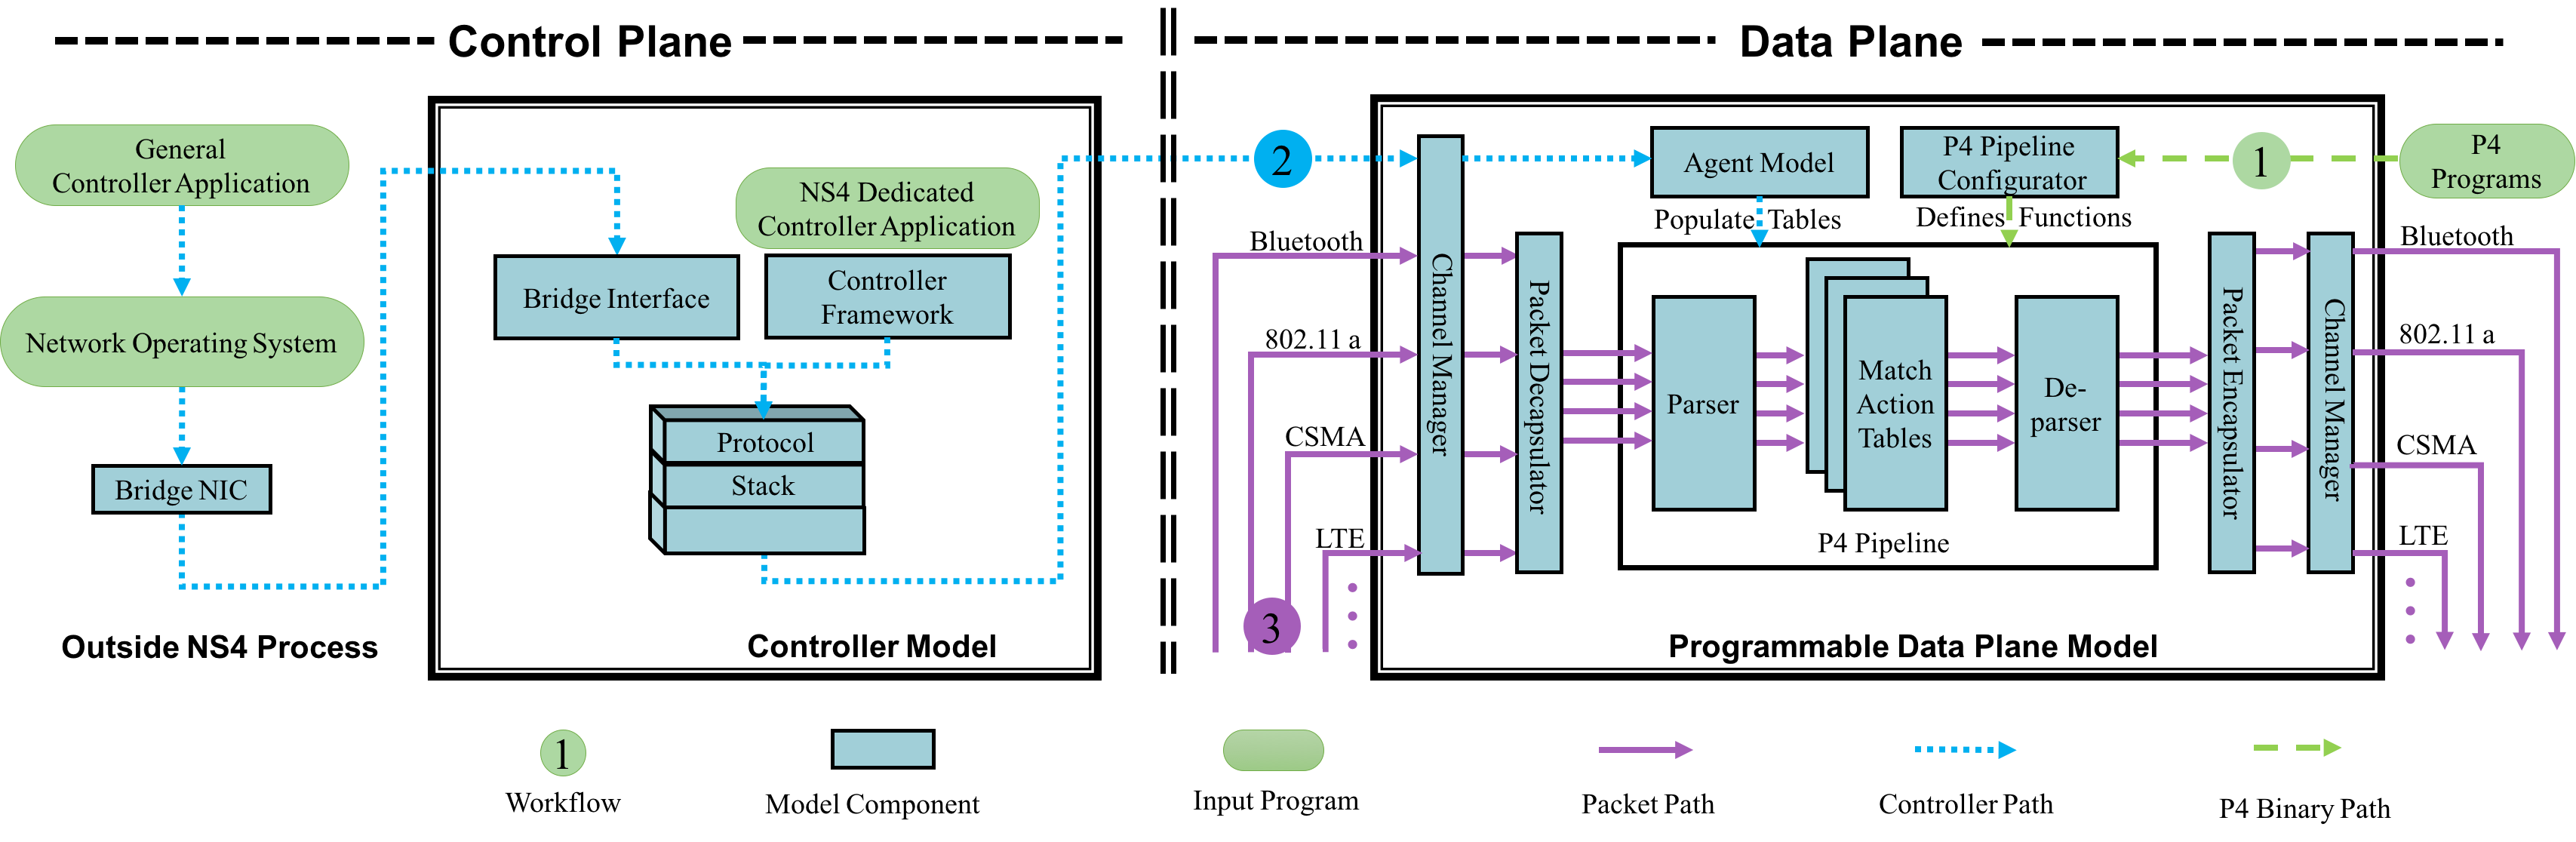 Control Plane
Data Plane
General
Controller Application
Network Operating System
Bridge NIC
Outside NS4 Process
NS4 Dedicated
Controller Application
Bridge Interface
Controller
Framework
Protocol
Stack
Controller Model
2
Bluetooth
802.11 a
CSMA
LTE
3
Channel Manager
Packet Decapsulator
Agent Model
Populate Tables
P4 Pipeline
Configurator
Defines Functions
1
P4
Programs
Parser
Match
Action
Tables
De-
parser
P4 Pipeline
Packet Encapsulator
Channel Manager
Bluetooth
802.11 a
CSMA
LTE
Programmable Data Plane Model
1
Workflow
Model Component
Input Program
Packet Path
Controller Path
P4 Binary Path